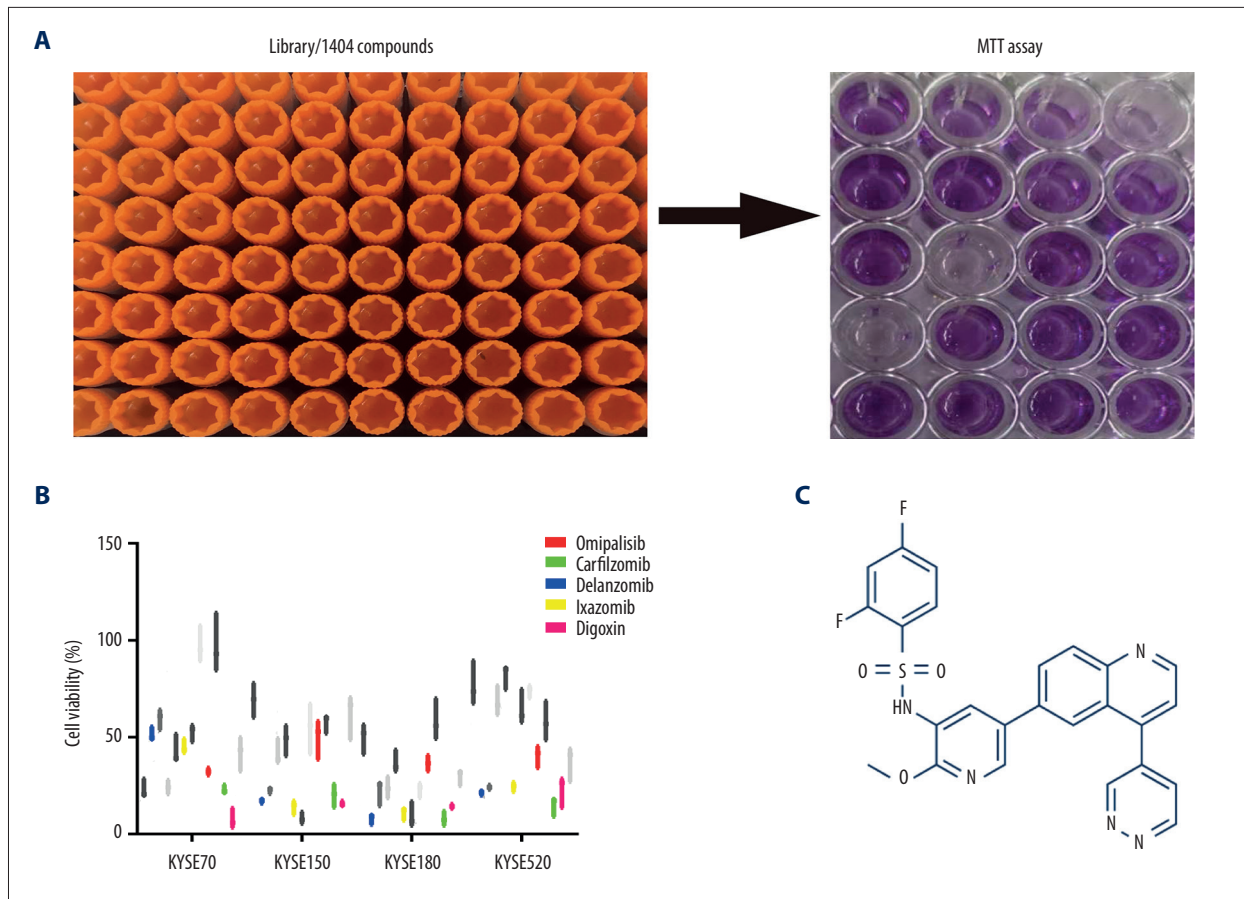 A
Library/1404 compounds
MTT assay
B
150
100
50
0
Cell viability (%)
Omipalisib
Carfilzomib
Delanzomib
Ixazomib
Digoxin
KYSE70
KYSE150
KYSE180
KYSE520
C
F
F
O
S
O
HN
O
N
N
N
N